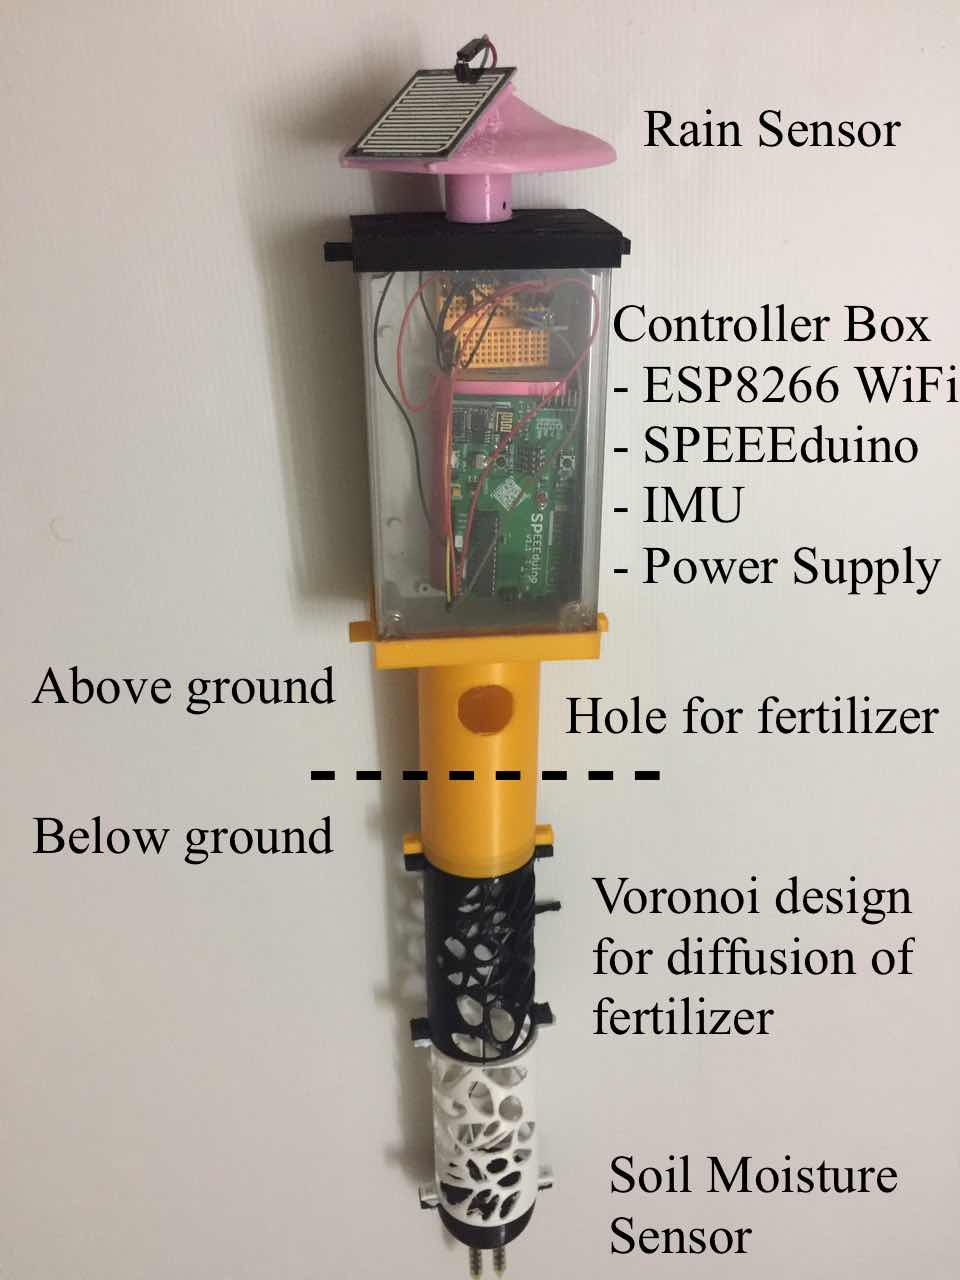 Rain Sensor
Controller Box
- ESP8266 WiFi
- SPEEEduino
- IMU
- Power Supply
SPEEEduino
Above ground
Hole for fertilizer
Below ground
Voronoi design
for diffusion of
fertilizer
Soil Moisture
Sensor